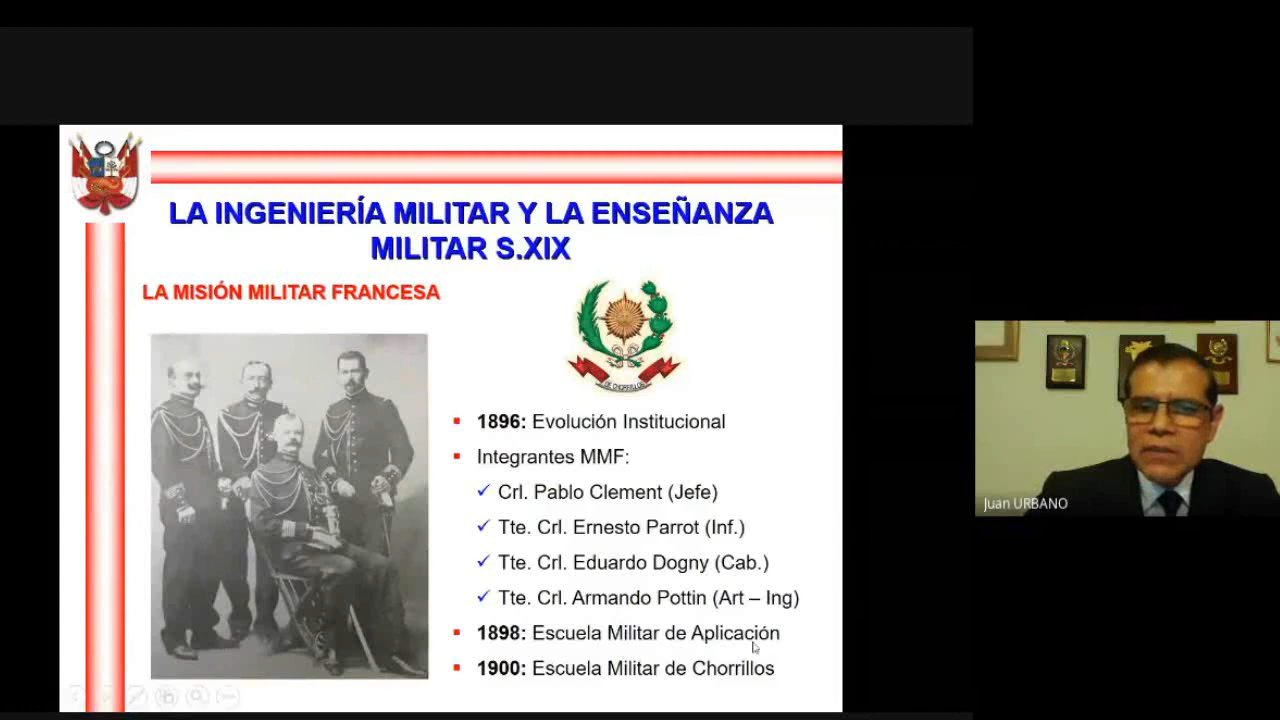 LA INGENIERÍA MILITAR Y LA ENSEÑANZA
MILITAR S.XIX
LA MISIÓN MILITAR FRANCESA
DE CHORRILLOS
1896: Evolución Institucional
Integrantes MMF:
Crl. Pablo Clement (Jefe)
Tte. Crl. Ernesto Parrot (Inf.)
Tte. Crl. Eduardo Dogny (Cab.)
Tte. Crl. Armando Pottin (Art – Ing)
1898: Escuela Militar de Aplicación
1900: Escuela Militar de Chorrillos
Juan URBANO